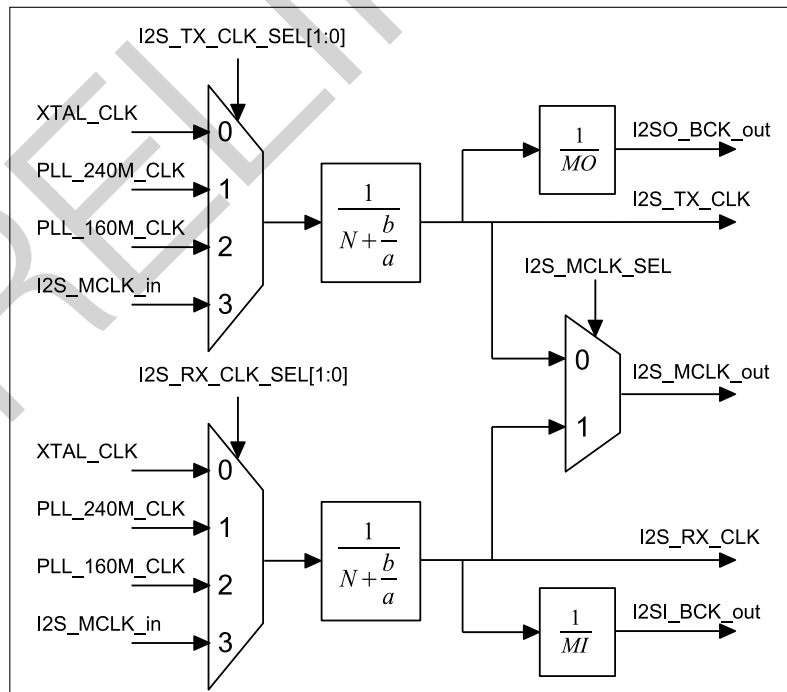 I2S_TX_CLK_SEL[1:0]
XTAL_CLK
0
PLL_240M_CLK
1
PLL_160M_CLK
2
I2S_MCLK_in
3
1
N + b
a
1
MO
I2SO_BCK_out
I2S_TX_CLK
I2S_MCLK_SEL
0
1
I2S_MCLK_out
I2S_RX_CLK_SEL[1:0]
XTAL_CLK
0
PLL_240M_CLK
1
PLL_160M_CLK
2
I2S_MCLK_in
3
1
N + b
a
I2S_RX_CLK
1
MI
I2SI_BCK_out